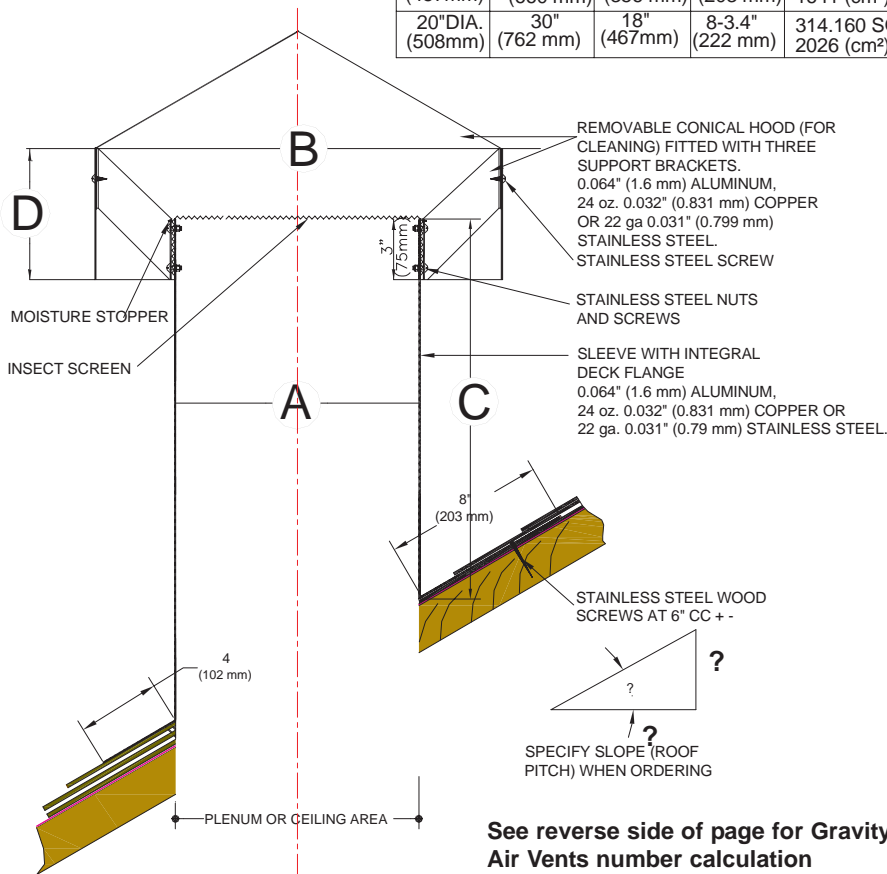 20"DIA. 30" 18" 8-3.4" 314.160
(508mm) (762 mm) (467mm) (222 mm) 2026 (cm²)
B
D
REMOVABLE CONICAL HOOD (FOR
CLEANING) FITTED WITH THREE
SUPPORT BRACKETS.
0.064" (1.6 mm) ALUMINUM,
24 oz. 0.032" (0.831 mm) COPPER
OR 22 ga 0.031" (0.799 mm)
STAINLESS STEEL.
STAINLESS STEEL SCREW
3"
(75mm)
STAINLESS STEEL NUTS
AND SCREWS
MOISTURE STOPPER
INSECT SCREEN
SLEEVE WITH INTEGRAL
DECK FLANGE
0.064" (1.6 mm) ALUMINUM,
24 oz. 0.032" (0.831 mm) COPPER OR
22 ga. 0.031" (0.79 mm) STAINLESS STEEL.
A
C
8"
(203 mm)
STAINLESS STEEL WOOD
SCREWS AT 6" CC + -
4
(102 mm)
?
?
?
SPECIFY SLOPE (ROOF
PITCH) WHEN ORDERING
PLENUM OR CEILING AREA
See reverse side of page for Gravity
Air Vents number calculation